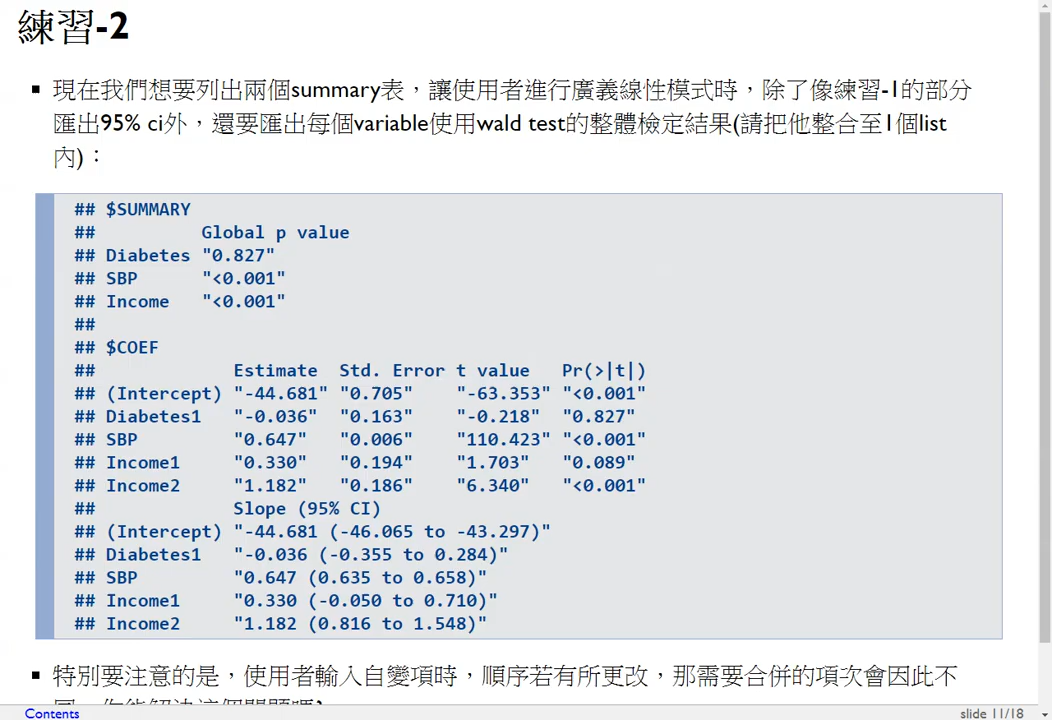 練習-2
▪ 現在我們想要列出兩個summary表，讓使用者進行廣義線性模式時，除了像練習-1的部分
匯出95% ci外，還要匯出每個variable使用wald test的整體檢定結果(請把他整合至1個list
內)：
## $SUMMARY
##          Global p value
## Diabetes "0.827"
## SBP      "<0.001"
## Income   "<0.001"
##
## $COEF
##             Estimate  Std. Error t value   Pr(>|t|)
## (Intercept) "-44.681" "0.705"    "-63.353" "<0.001"
## Diabetes1   "-0.036"  "0.163"    "-0.218"  "0.827"
## SBP         "0.647"   "0.006"    "110.423" "<0.001"
## Income1     "0.330"   "0.194"    "1.703"   "0.089"
## Income2     "1.182"   "0.186"    "6.340"   "<0.001"
##             Slope (95% CI)
## (Intercept) "-44.681 (-46.065 to -43.297)"
## Diabetes1   "-0.036 (-0.355 to 0.284)"
## SBP         "0.647 (0.635 to 0.658)"
## Income1     "0.330 (-0.050 to 0.710)"
## Income2     "1.182 (0.816 to 1.548)"
▪ 特別要注意的是，使用者輸入自變項時，順序若有所更改，那需要合併的項次會因此不
同，你能解決這個問題嗎?
Contents
slide 11/18